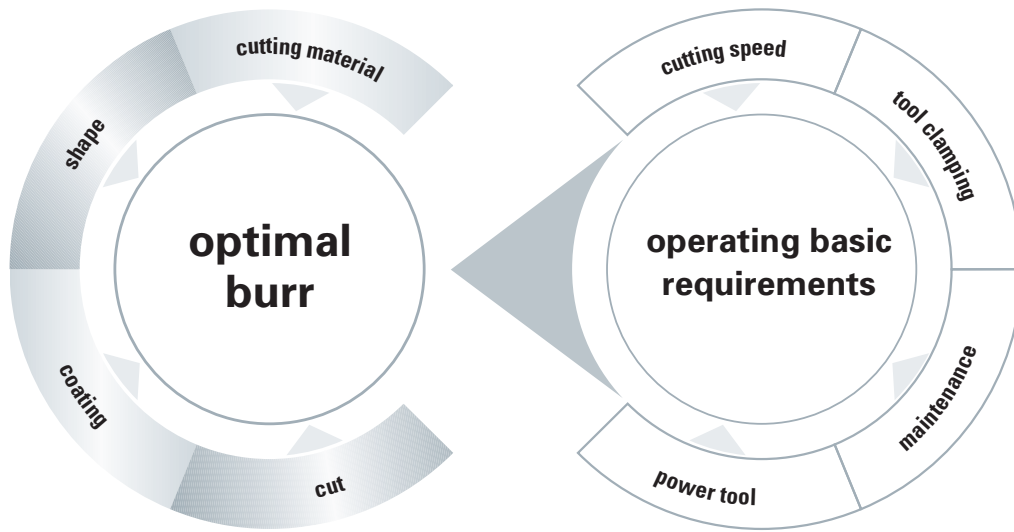 cutting material
shape
optimal
burr
coating
cut
cutting speed
tool clamping
operating basic
requirements
maintenance
power tool